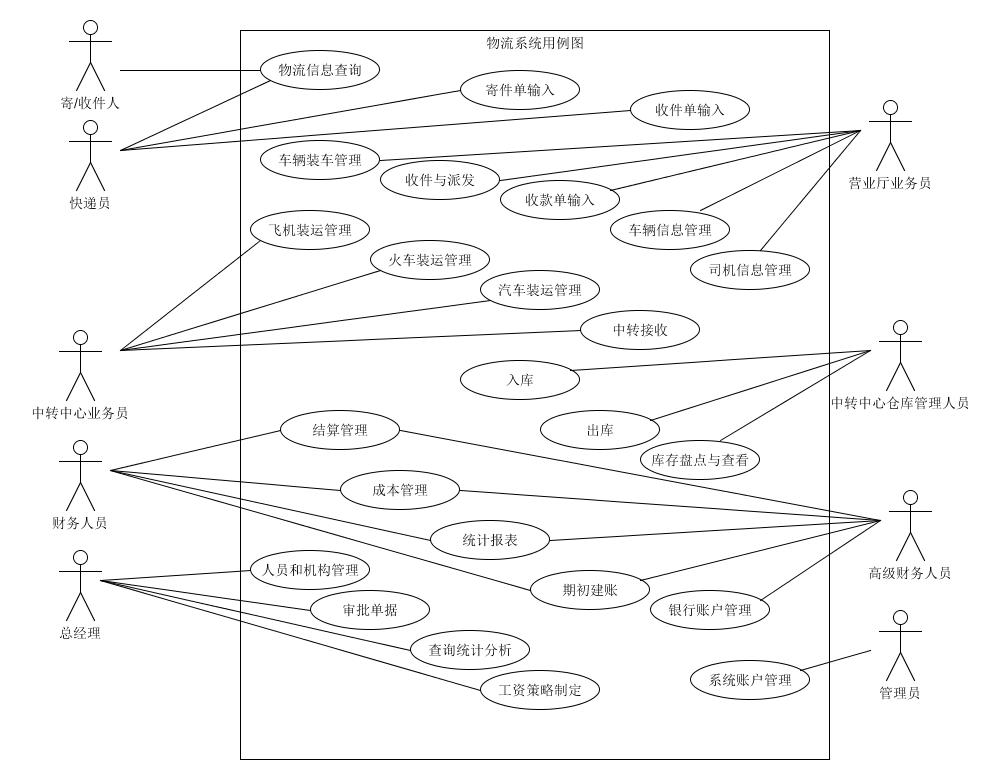 物流系统用例图
物流信息查询
寄件单输入
寄/收件人
收件单输入
车辆装车管理
收件与派发
营业厅业务员
快递员
收款单输入
飞机装运管理
车辆信息管理
火车装运管理
司机信息管理
汽车装运管理
中转接收
入库
中转中心业务员
中转中心仓库管理人员
结算管理
出库
库存盘点与查看
成本管理
财务人员
统计报表
人员和机构管理
高级财务人员
期初建账
审批单据
银行账户管理
总经理
查询统计分析
系统账户管理
工资策略制定
管理员